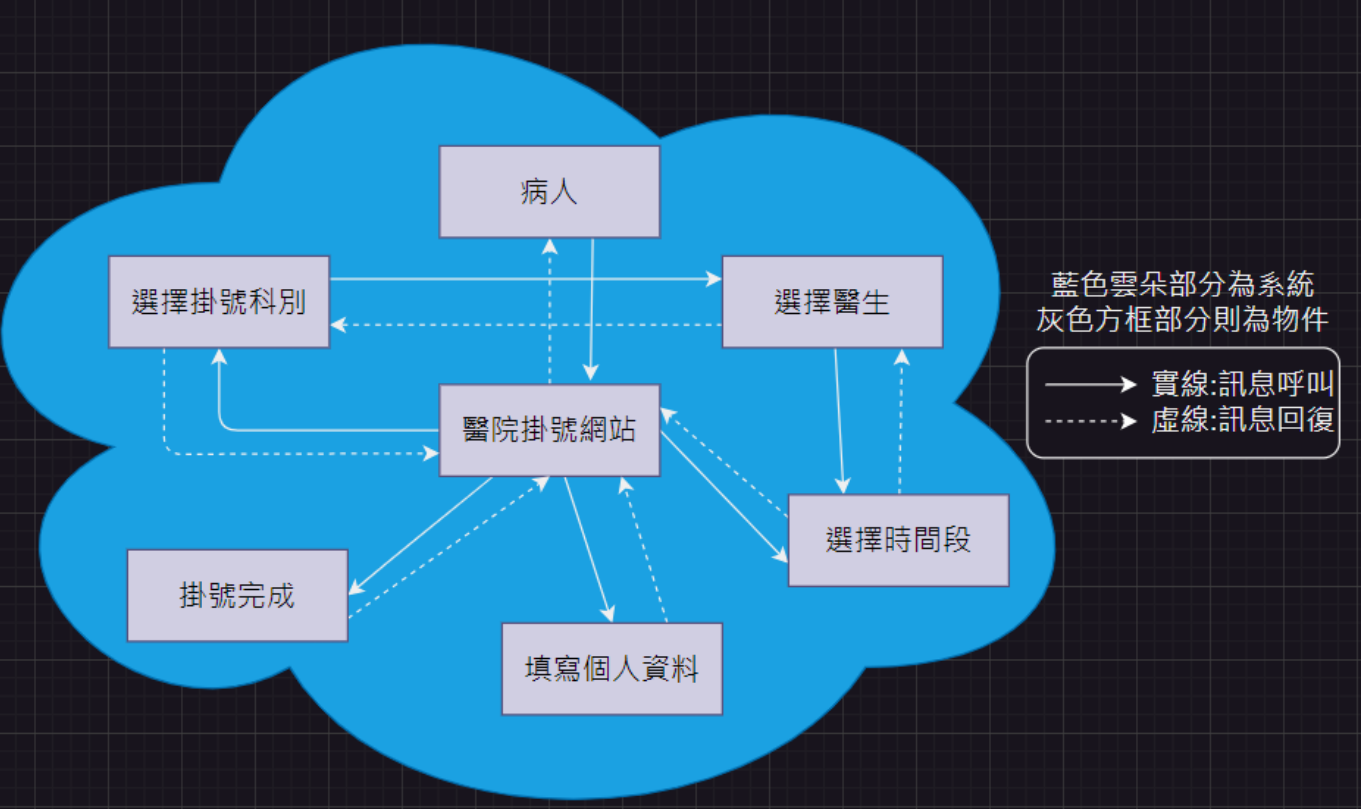 病人
選擇掛號科別
選擇醫生
藍色雲朵部分為系統
灰色方框部分則為物件
實線:訊息呼叫
虛線:訊息回復
醫院掛號網站
選擇時間段
掛號完成
填寫個人資料